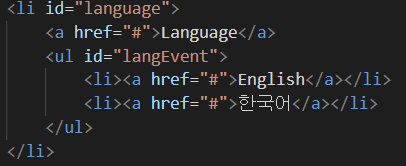 <li id="language">
<a href="#">Language</a>
<ul id="langEvent">
<li><a href="#">English</a></li>
<li><a href="#">한국어</a></li>
</ul>
</li>